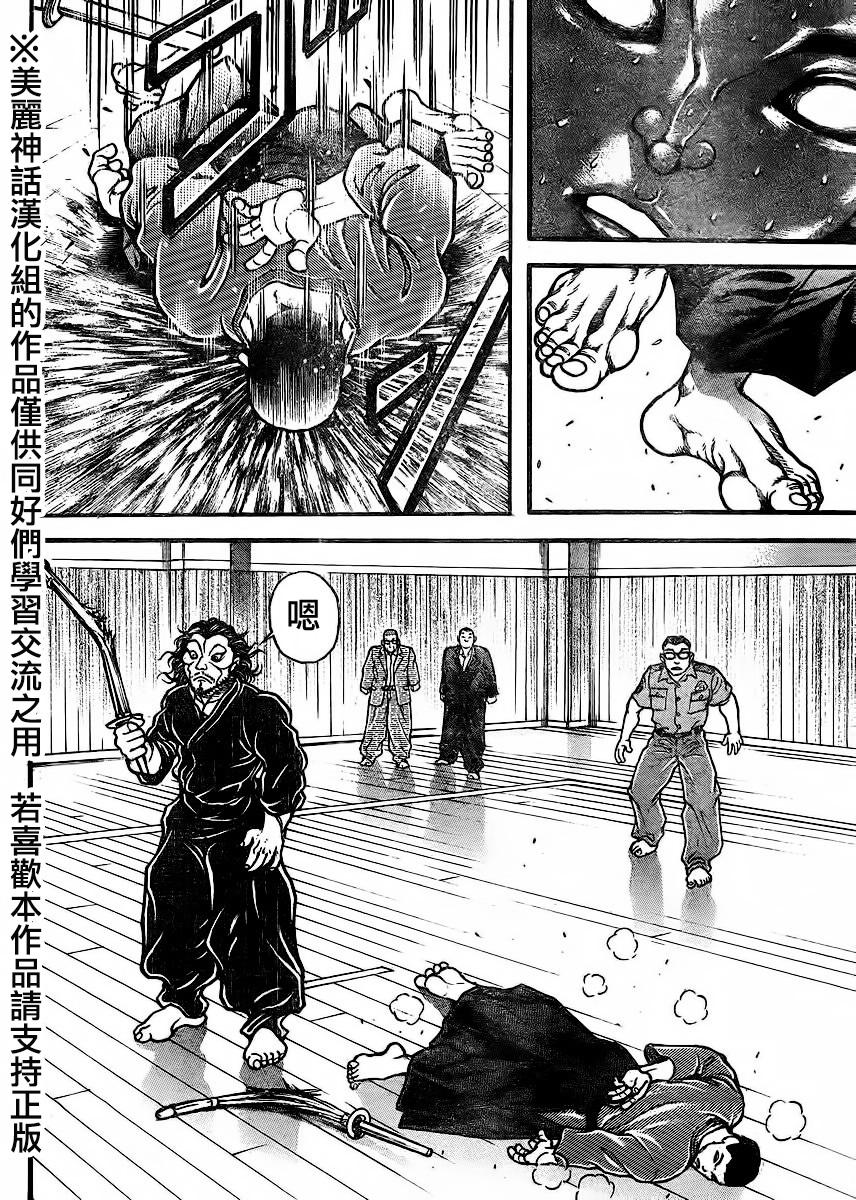 ※美麗神話漢化組的作品僅供同好們學習交流之用
若喜歡本作品請支持正版
嗯